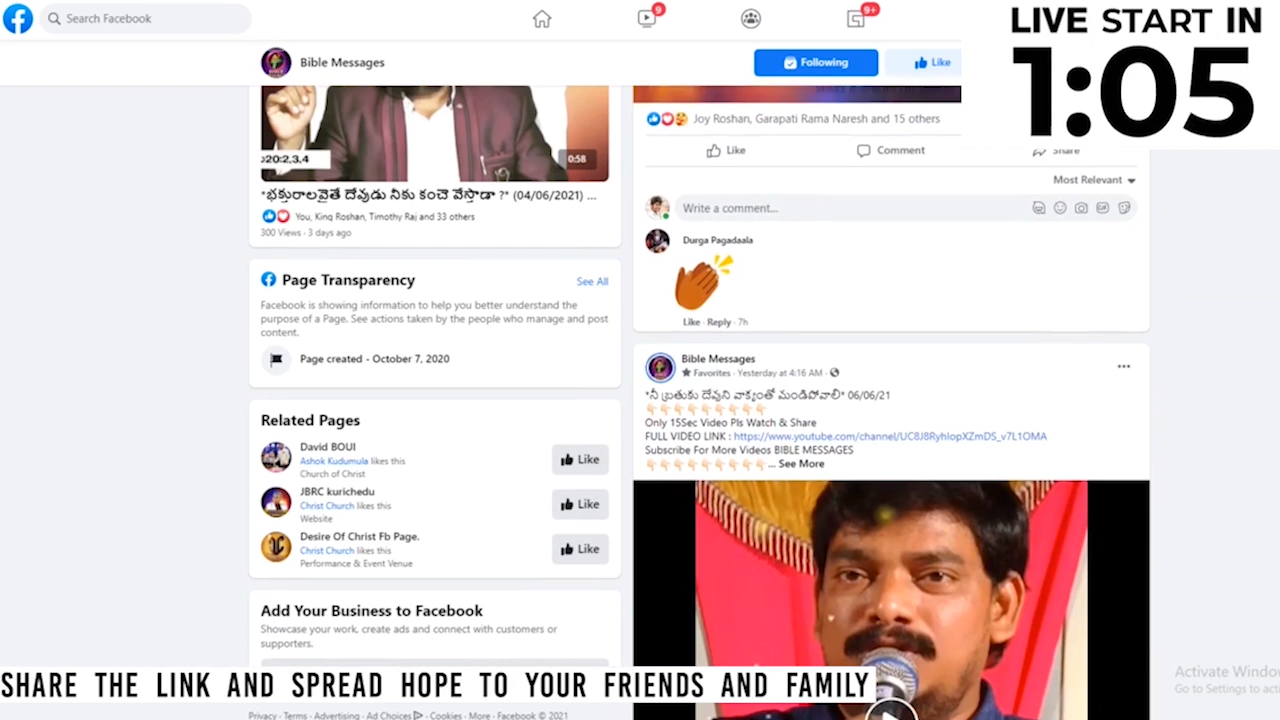 Search Facebook
9
9+
LIVE START IN
1:05
Bible Messages
Following
Like
:20:2,3,4
0:58
*భక్తురాలవైతే దేవుడు నీకు కంచె వేస్తాడా ?* (04/06/2021) ...
You, King Roshan, Timothy Raj and 33 others
300 Views · 3 days ago
Page Transparency
See All
Facebook is showing information to help you better understand the
purpose of a Page. See actions taken by the people who manage and post
content.
Page created - October 7, 2020
Related Pages
David BOUI
Ashok Kudumula likes this
Church of Christ
Like
JBRC kurichedu
Christ Church likes this
Website
Like
Desire Of Christ Fb Page.
Christ Church likes this
Performance & Event Venue
Like
Add Your Business to Facebook
Showcase your work, create ads and connect with customers or
supporters.
Privacy · Terms · Advertising · Ad Choices · Cookies · More · Facebook © 2021
Joy Roshan, Garapati Rama Naresh and 15 others
Like
Comment
Share
Most Relevant
Write a comment...
GIF
Durga Pagadaala
Like · Reply · 7h
Bible Messages
Favorites · Yesterday at 4:16 AM ·
*నీ బ్రతుకు దేవుని వాక్యంతో మండిపోవాలి* 06/06/21
Only 15Sec Video Pls Watch & Share
FULL VIDEO LINK : https://www.youtube.com/channel/UC8J8RyhIopXZmDS_v7L1OMA
Subscribe For More Videos BIBLE MESSAGES
... See More
Activate Window
Go to Settings to acti
SHARE THE LINK AND SPREAD HOPE TO YOUR FRIENDS AND FAMILY